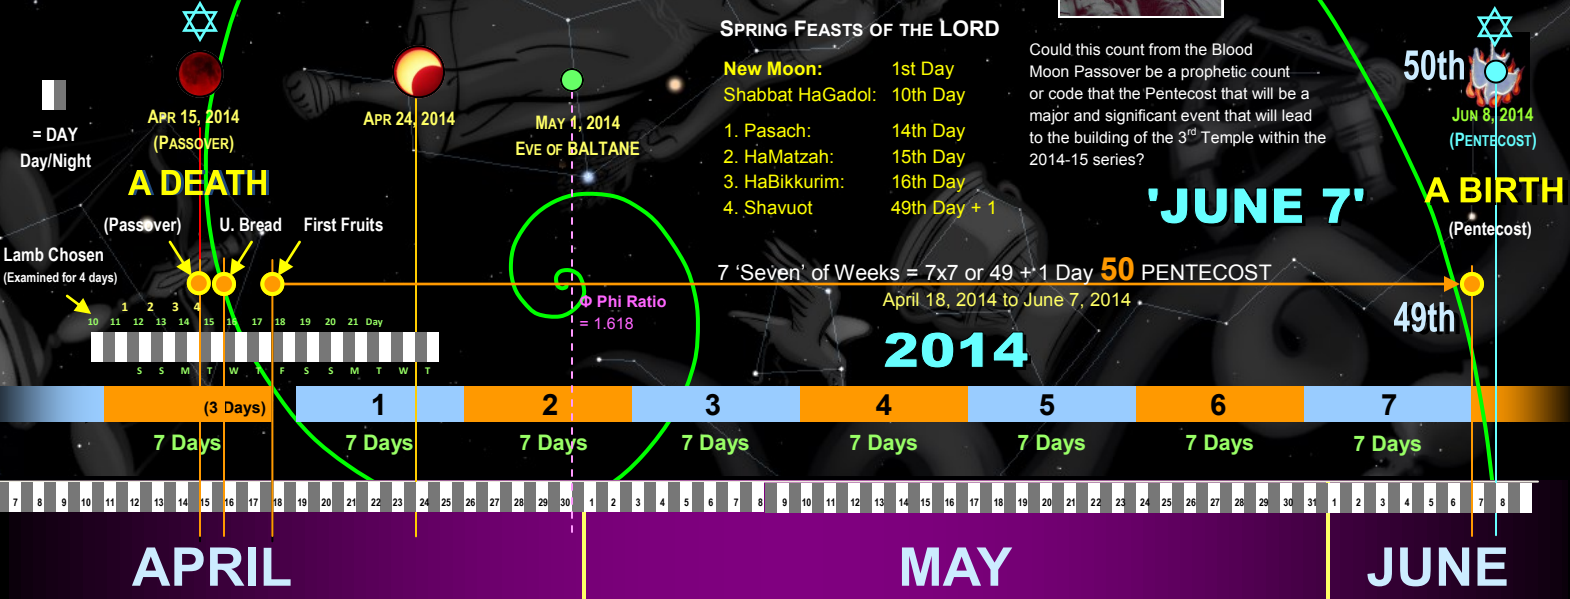 SPRING FEASTS OF THE LORD
New Moon: 1st Day
Shabbat HaGadol: 10th Day
1. Pasach: 14th Day
2. HaMatzah: 15th Day
3. HaBikkurim: 16th Day
4. Shavuot 49th Day + 1
Could this count from the Blood
Moon Passover be a prophetic count
or code that the Pentecost that will be a
major and significant event that will lead
to the building of the 3rd Temple within the
2014-15 series?
50th
JUN 8, 2014
(PENTECOST)
A BIRTH
(Pentecost)
'JUNE 7'
= DAY
Day/Night
APR 15, 2014
(PASSOVER)
A DEATH
APR 24, 2014
MAY 1, 2014
EVE OF BALTANE
(Passover) U. Bread First Fruits
Lamb Chosen
(Examined for 4 days)
7 ‘Seven’ of Weeks = 7x7 or 49 + 1 Day 50 PENTECOST
April 18, 2014 to June 7, 2014
Φ Phi Ratio
= 1.618
2014
49th
1 2 3 4
10 11 12 13 14 15 16 17 18 19 20 21 Day
S S M T W T F S S M T W T
(3 Days) 1 2 3 4 5 6 7
7 Days 7 Days 7 Days 7 Days 7 Days 7 Days 7 Days 7 Days
7 8 9 10 11 12 13 14 15 16 17 18 19 20 21 22 23 24 25 26 27 28 29 30 1 2 3 4 5 6 7 8 9 10 11 12 13 14 15 16 17 18 19 20 21 22 23 24 25 26 27 28 29 30 31 1 2 3 4 5 6 7 8
APRIL MAY JUNE